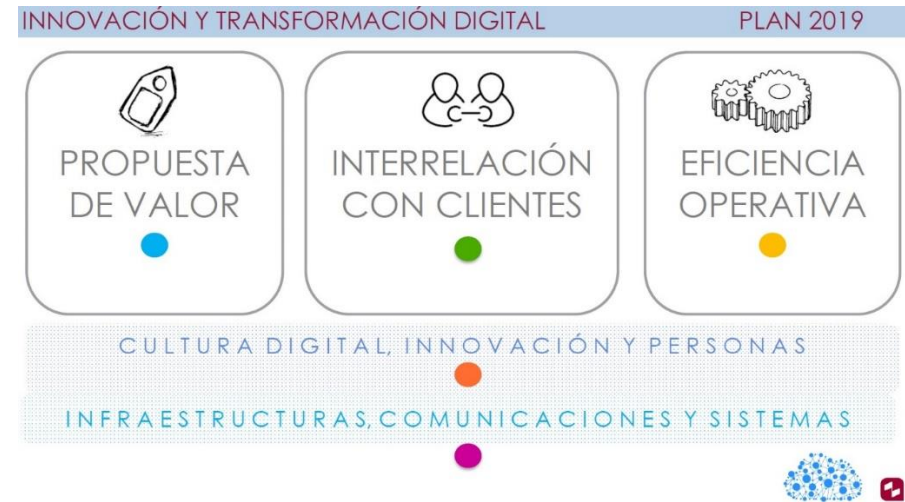 INNOVACIÓN Y TRANSFORMACIÓN DIGITAL PLAN 2019
PROPUESTA
DE VALOR
INTERRELACIÓN
CON CLIENTES
EFICIENCIA
OPERATIVA
CULTURA DIGITAL, INNOVACIÓN Y PERSONAS
INFRAESTRUCTURAS, COMUNICACIONES Y SISTEMAS